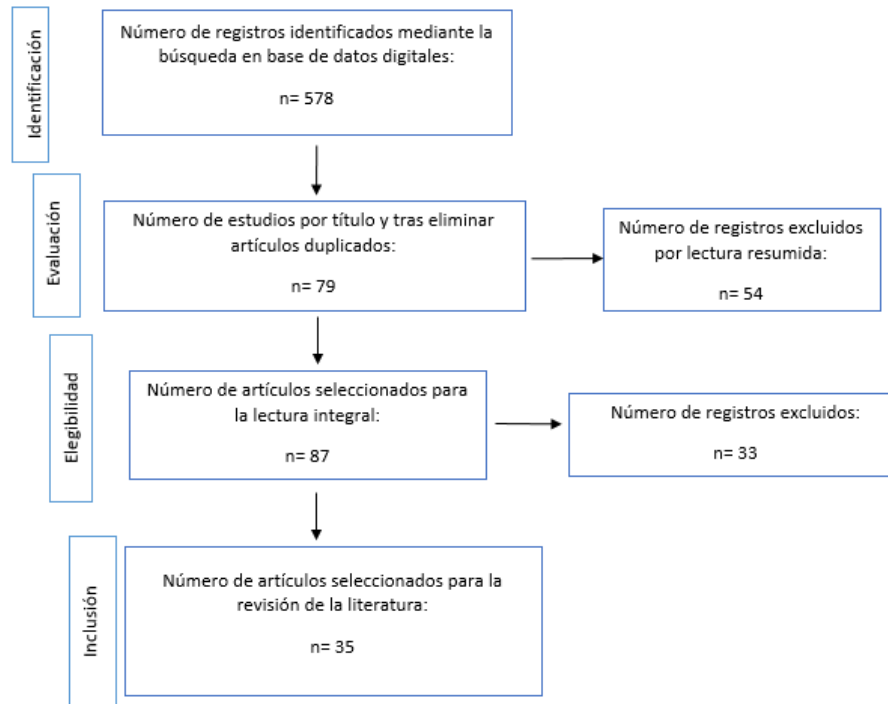 Identificación
Número de registros identificados mediante la
búsqueda en base de datos digitales:
n= 578
Evaluación
Número de estudios por título y tras eliminar
artículos duplicados:
n= 79
Número de registros excluidos
por lectura resumida:
n= 54
Elegibilidad
Número de artículos seleccionados para
la lectura integral:
n= 87
Número de registros excluidos:
n= 33
Inclusión
Número de artículos seleccionados para la
revisión de la literatura:
n= 35